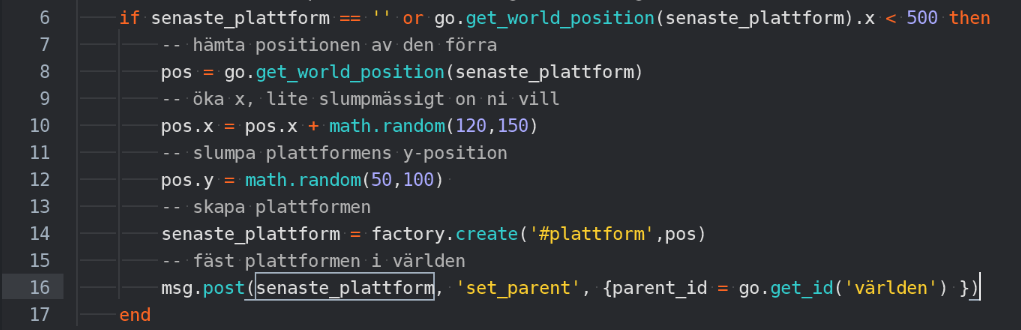 6 if senaste_plattform == '' or go.get_world_position(senaste_plattform).x < 500 then
7 -- hämta positionen av den förra
8 pos = go.get_world_position(senaste_plattform)
9 -- öka x, lite slumpmässigt on ni vill
10 pos.x = pos.x + math.random(120,150)
11 -- slumpa plattformens y-position
12 pos.y = math.random(50,100)
13 -- skapa plattformen
14 senaste_plattform = factory.create('#plattform',pos)
15 -- fäst plattformen i världen
16 msg.post(senaste_plattform, 'set_parent', {parent_id = go.get_id('världen') })
17 end